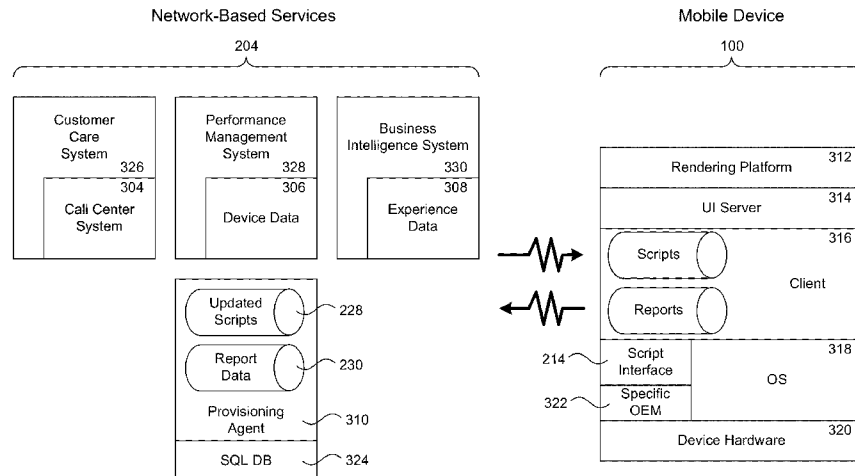 Network-Based Services
204
Mobile Device
100
Customer
Care
System
326
304
Call Center
System
Performance
Management
System
328
306
Device Data
Business
Intelligence System
330
308
Experience
Data
Updated
Scripts
228
Report
Data
230
Provisioning
Agent
310
SQL DB
324
312
Rendering Platform
314
UI Server
316
Scripts
Client
Reports
214
Script
Interface
318
OS
322
Specific
OEM
320
Device Hardware